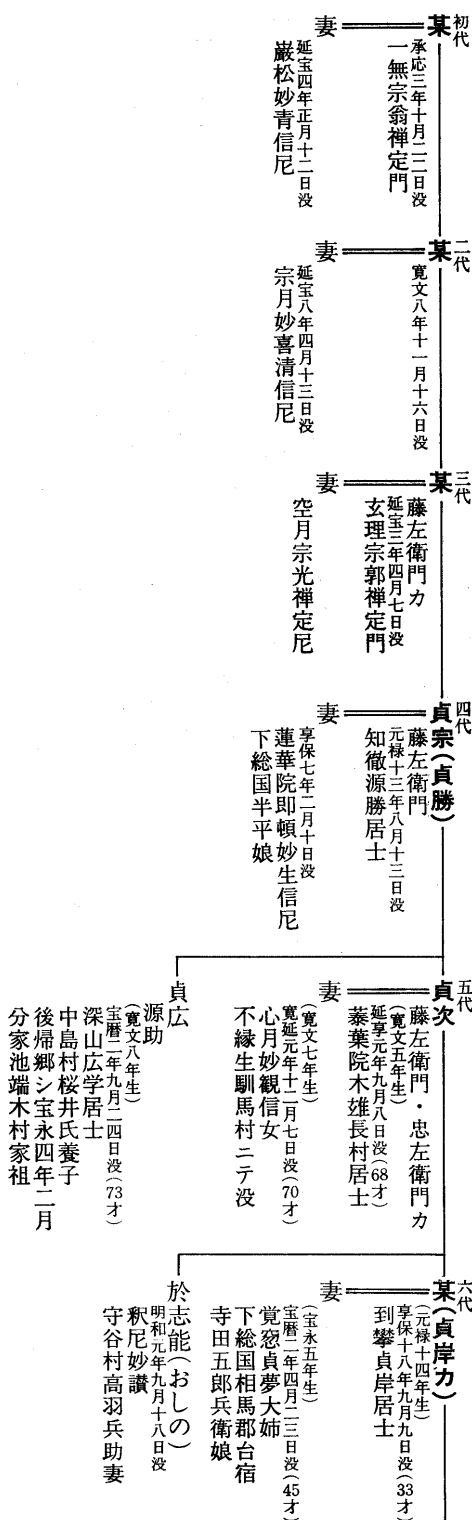 初代
某
承応三年十月二二日没
一無宗翁禅定門
妻
延宝四年正月十二日没
巌松妙青信尼
二代
某
寛文八年十一月十六日没
妻
延宝八年四月十三日没
宗月妙喜清信尼
三代
某
藤左衛門カ
延宝三年四月七日没
玄理宗郭禅定門
妻
空月宗光禅定尼
四代
貞宗(貞勝)
藤左衛門
元禄十三年八月十三日没
知徹源勝居士
妻
享保七年二月十日没
蓮華院即頓妙生信尼
下総国半平娘
五代
貞次
藤左衛門・忠左衛門カ
(寛文五年生)
延享元年九月八日没(68才)
蓁葉院木雄長村居士
妻
(寛文七年生)
寛延元年十二月七日没(70才)
心月妙観信女
不縁生馴馬村ニテ没
貞広
源助
(寛文八年生)
宝暦二年九月二四日没(73才)
深山広学居士
中島村桜井氏養子
後帰郷シ宝永四年二月
分家池端木村家祖
六代
某(貞岸カ)
(元禄十四年生)
享保十八年九月九日没(33才)
到攀貞岸居士
妻
(宝永五年生)
宝暦二年四月二三日没(45才)
覚窓貞夢大姉
下総国相馬郡台宿
寺田五郎兵衛娘
於志能(おしの)
明和元年九月十八日没
釈尼妙讃
守谷村高羽兵助妻